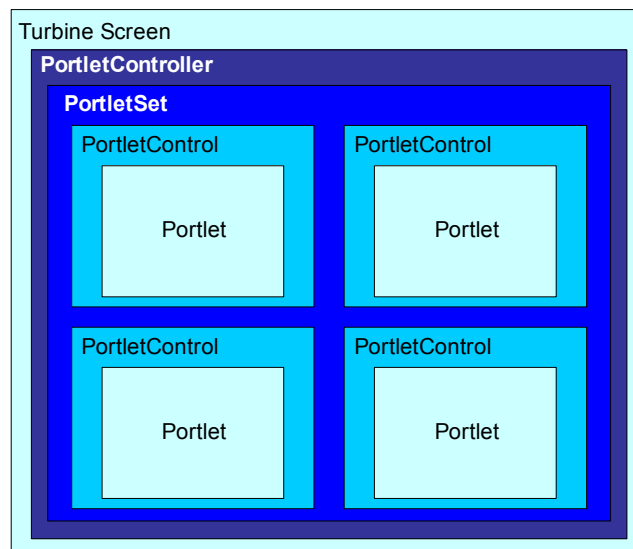 Turbine Screen
PortletController
PortletSet
PortletControl
PortletControl
Portlet
Portlet
PortletControl
PortletControl
Portlet
Portlet